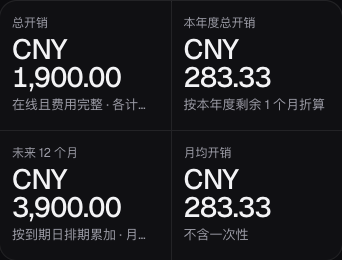 总开销
CNY
1,900.00
在线且费用完整 · 各计...
本年度总开销
CNY
283.33
按本年度剩余 1 个月折算
未来 12 个月
CNY
3,900.00
按到期日排期累加 · 月...
月均开销
CNY
283.33
不含一次性